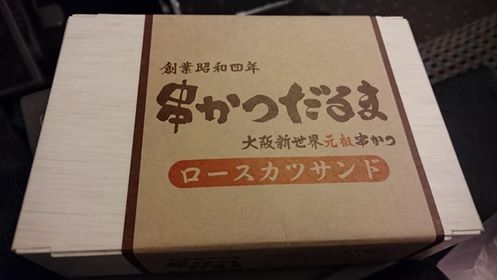 創業昭和四年
串かつだるま
大阪新世界元祖串かつ
ロースカツサンド